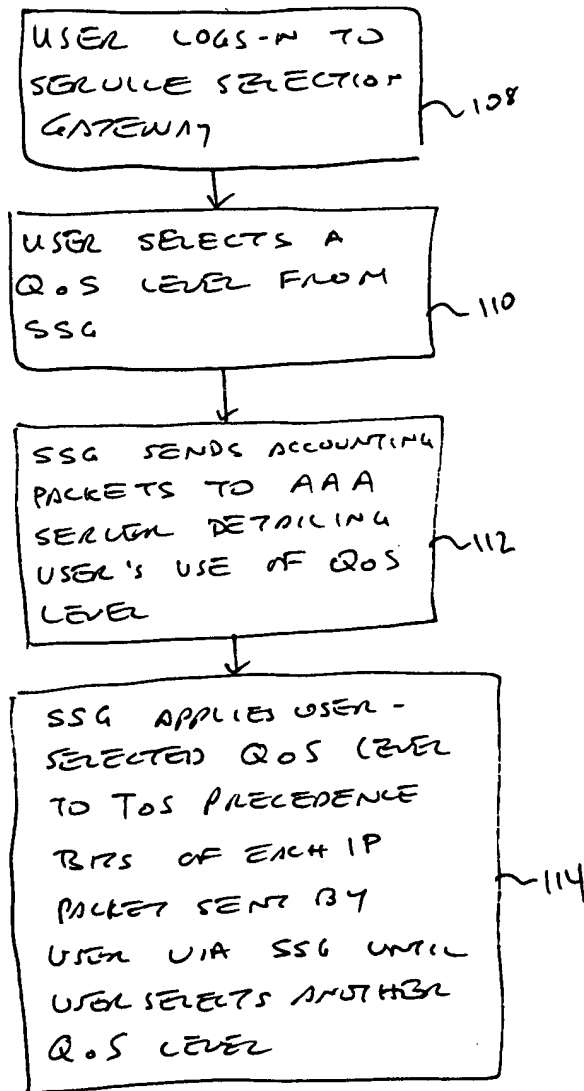 USER LOGS-IN TO
SERVICE SELECTION
GATEWAY
108
USER SELECTS A
QoS LEVEL FROM
SSG
110
SSG SENDS ACCOUNTING
PACKETS TO AAA
SERVER DETAILING
USER'S USE OF QoS
LEVEL
112
SSG APPLIES USER-
SELECTED QoS LEVEL
TO ToS PRECEDENCE
BITS OF EACH IP
PACKET SENT BY
USER VIA SSG UNTIL
USER SELECTS ANOTHER
QoS LEVEL
114